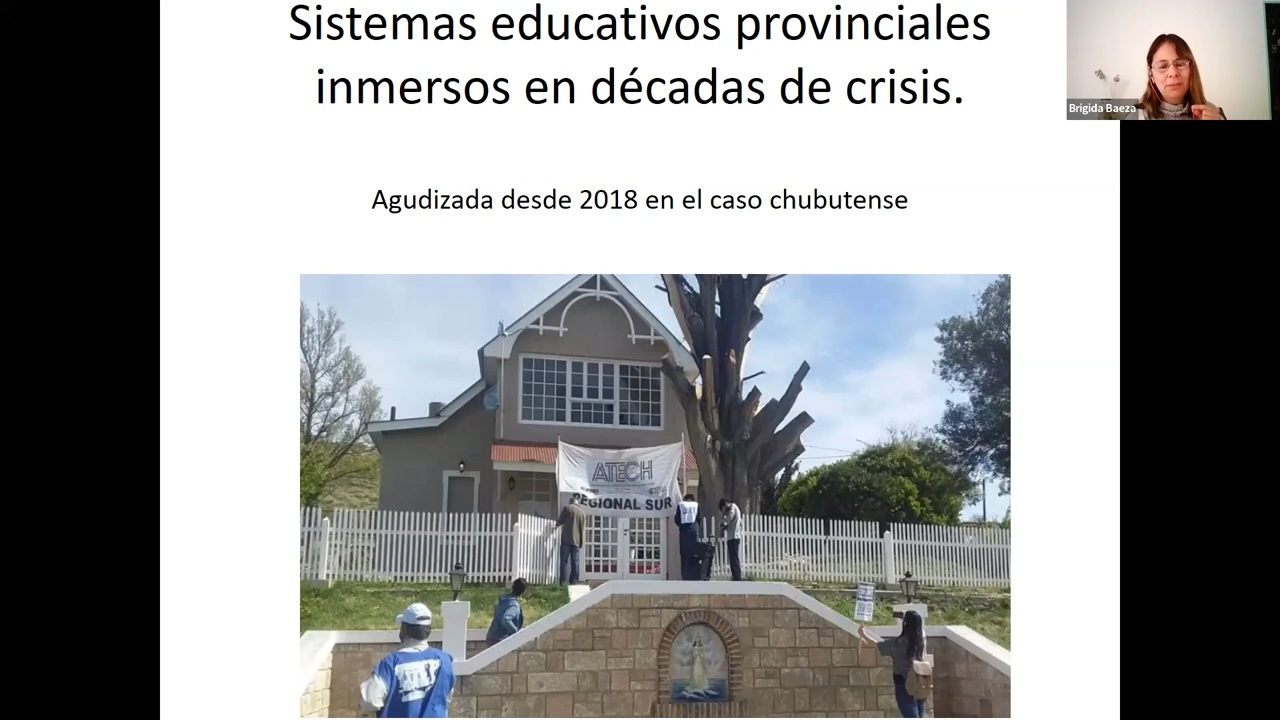 Sistemas educativos provinciales
inmersos en décadas de crisis.
Brigida Baeza
Agudizada desde 2018 en el caso chubutense
ATECH
REGIONAL SUR